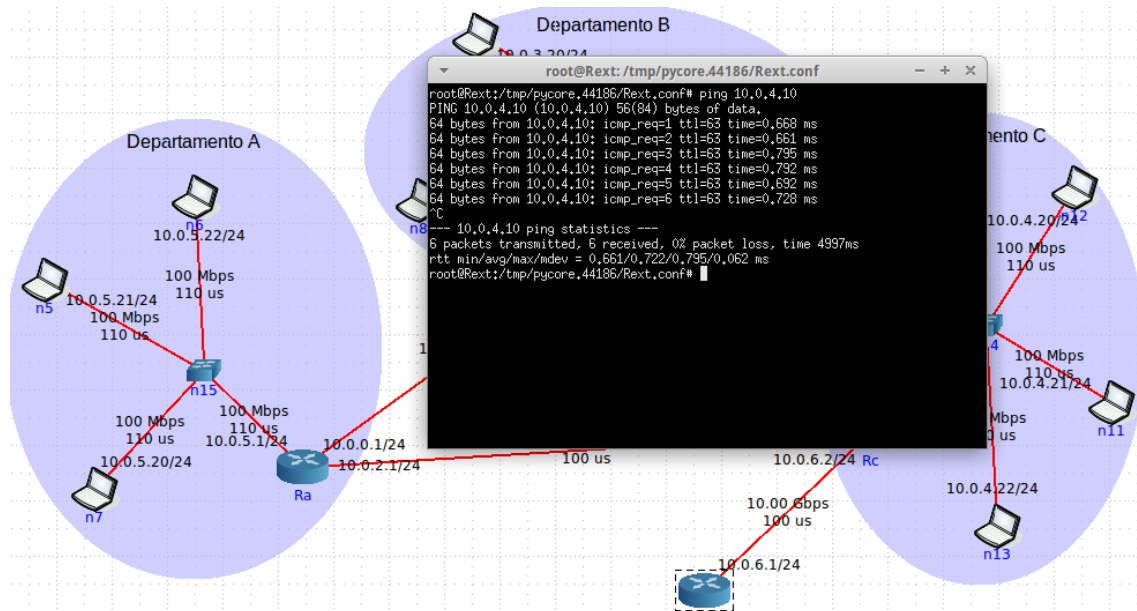 Departamento B
10.0.3.20/24
root@Rext: /tmp/pycore.44186/Rext.conf
root@Rext:/tmp/pycore.44186/Rext.conf# ping 10.0.4.10
PING 10.0.4.10 (10.0.4.10) 56(84) bytes of data.
64 bytes from 10.0.4.10: icmp_req=1 ttl=63 time=0.668 ms
64 bytes from 10.0.4.10: icmp_req=2 ttl=63 time=0.661 ms
64 bytes from 10.0.4.10: icmp_req=3 ttl=63 time=0.795 ms
64 bytes from 10.0.4.10: icmp_req=4 ttl=63 time=0.792 ms
64 bytes from 10.0.4.10: icmp_req=5 ttl=63 time=0.692 ms
64 bytes from 10.0.4.10: icmp_req=6 ttl=63 time=0.728 ms
^C
--- 10.0.4.10 ping statistics ---
6 packets transmitted, 6 received, 0% packet loss, time 4997ms
rtt min/avg/max/mdev = 0.661/0.722/0.795/0.062 ms
root@Rext:/tmp/pycore.44186/Rext.conf#
Departamento A
n6
10.0.5.22/24
100 Mbps
110 us
n5
10.0.5.21/24
100 Mbps
110 us
n15
100 Mbps
110 us
10.0.5.1/24
100 Mbps
110 us
10.0.5.20/24
n7
10.0.0.1/24
10.0.2.1/24
Ra
n8
1
100 us
mento C
10.0.4.20/24
n12
100 Mbps
110 us
4
100 Mbps
110 us
10.0.4.21/24
n11
Mbps
0 us
10.0.4.22/24
n13
10.0.6.2/24
Rc
10.00 Gbps
100 us
10.0.6.1/24